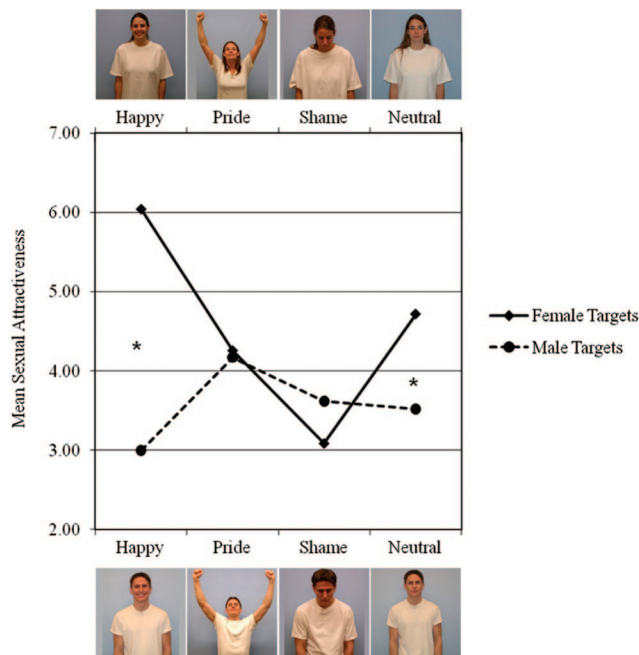 Happy Pride Shame Neutral
7.00
6.00
5.00
4.00
3.00
2.00
Mean Sexual Attractiveness
*
*
Female Targets
Male Targets
Happy Pride Shame Neutral